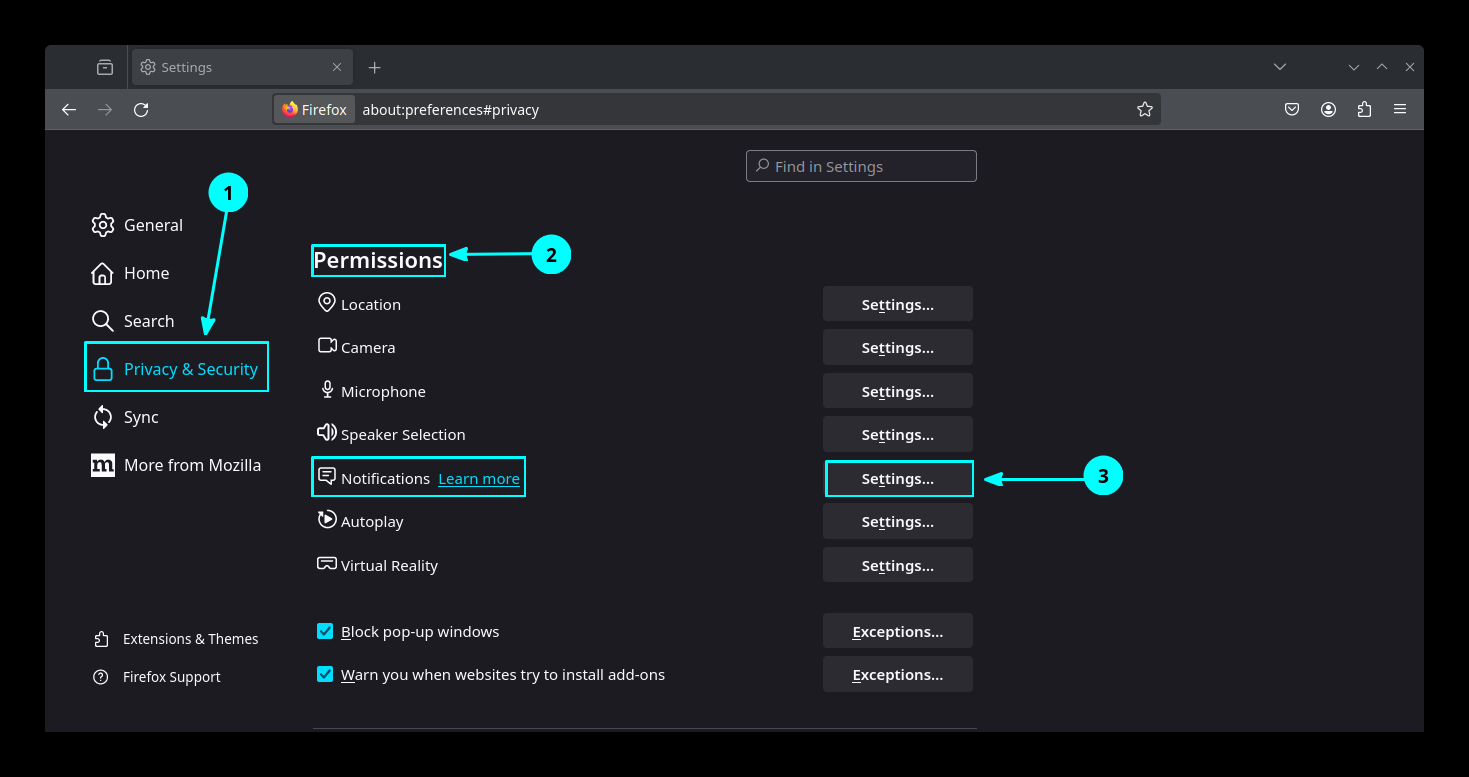 Settings
Firefox about:preferences#privacy
Find in Settings
1
General
Home
Search
Privacy & Security
Sync
More from Mozilla
Extensions & Themes
Firefox Support
Permissions
2
Location Settings...
Camera Settings...
Microphone Settings...
Speaker Selection Settings...
Notifications Learn more Settings...
3
Autoplay Settings...
Virtual Reality Settings...
Block pop-up windows Exceptions...
Warn you when websites try to install add-ons Exceptions...